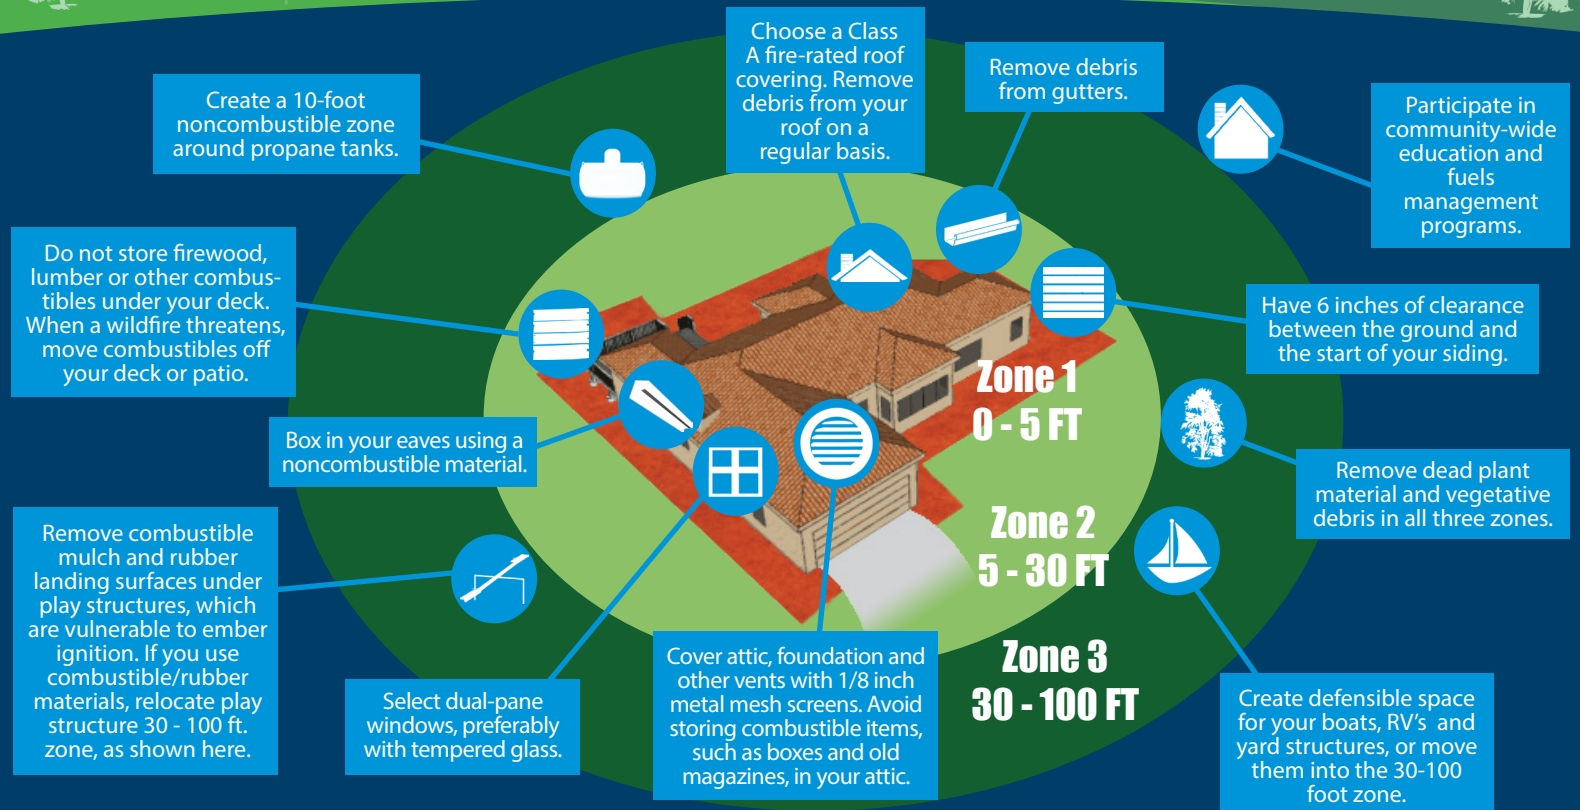 Choose a Class
A fire-rated roof
covering. Remove
debris from your
roof on a
regular basis.
Remove debris
from gutters.
Create a 10-foot
noncombustible zone
around propane tanks.
Participate in
community-wide
education and
fuels
management
programs.
Do not store firewood,
lumber or other combus-
tibles under your deck.
When a wildfire threatens,
move combustibles off
your deck or patio.
Have 6 inches of clearance
between the ground and
the start of your siding.
Zone 1
0 - 5 FT
Box in your eaves using a
noncombustible material.
Remove dead plant
material and vegetative
debris in all three zones.
Zone 2
5 - 30 FT
Remove combustible
mulch and rubber
landing surfaces under
play structures, which
are vulnerable to ember
ignition. If you use
combustible/rubber
materials, relocate play
structure 30 - 100 ft.
zone, as shown here.
Select dual-pane
windows, preferably
with tempered glass.
Cover attic, foundation and
other vents with 1/8 inch
metal mesh screens. Avoid
storing combustible items,
such as boxes and old
magazines, in your attic.
Zone 3
30 - 100 FT
Create defensible space
for your boats, RV's and
yard structures, or move
them into the 30-100
foot zone.